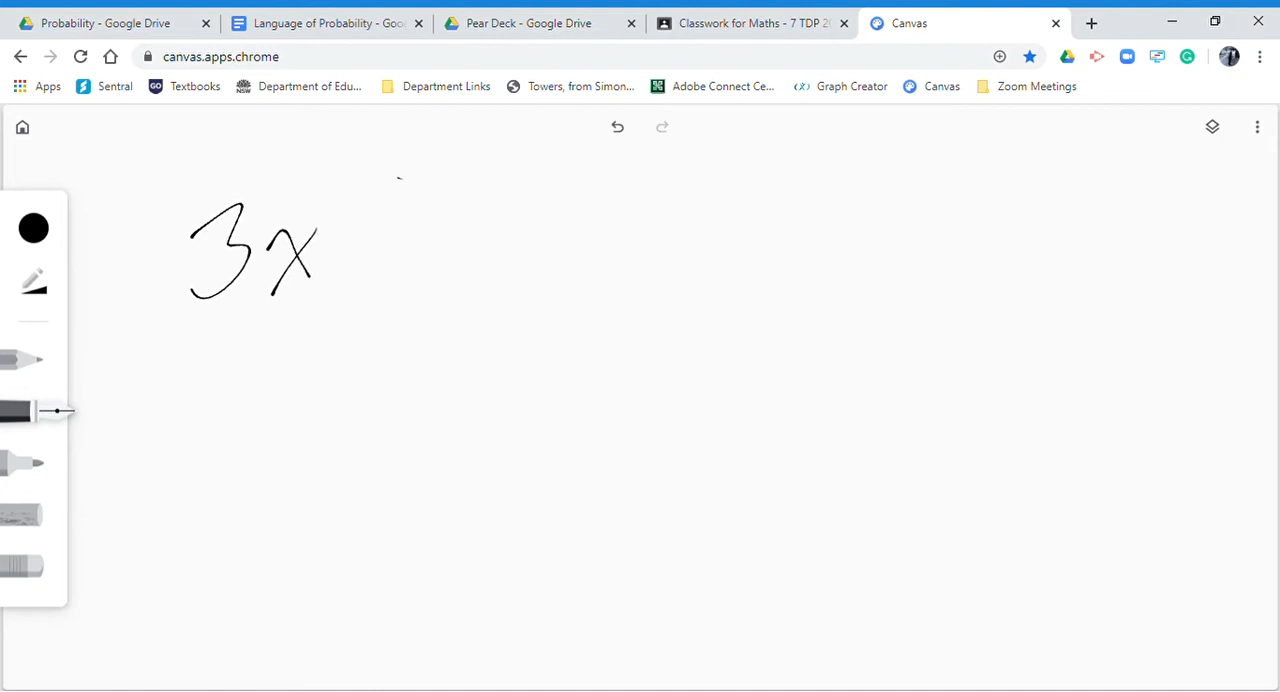 Probability - Google Drive
Language of Probability - Goo
Pear Deck - Google Drive
Classwork for Maths - 7 TDP 20
Canvas
canvas.apps.chrome
Apps
Sentral
GO
Textbooks
Department of Edu...
Department Links
Towers, from Simon...
Adobe Connect Ce...
(x)
Graph Creator
Canvas
Zoom Meetings
3x